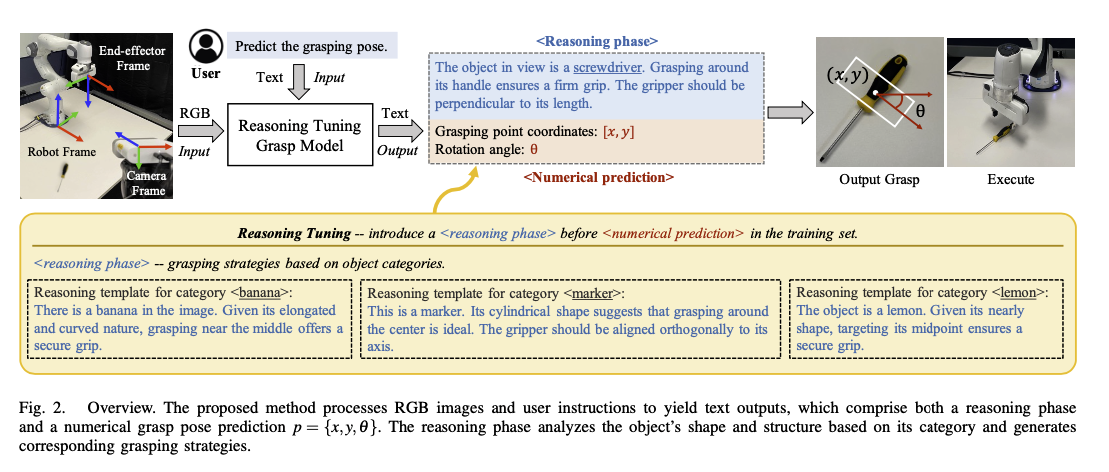 End-effector
Frame
Robot Frame
Camera
Frame
User
Predict the grasping pose.
Text
Input
RGB
Input
Reasoning Tuning
Grasp Model
Text
Output
<Reasoning phase>
The object in view is a screwdriver. Grasping around
its handle ensures a firm grip. The gripper should be
perpendicular to its length.
Grasping point coordinates: [x, y]
Rotation angle: θ
<Numerical prediction>
(x,y)
θ
Output Grasp
Execute
Reasoning Tuning -- introduce a <reasoning phase> before <numerical prediction> in the training set.
<reasoning phase> -- grasping strategies based on object categories.
Reasoning template for category <banana>:
There is a banana in the image. Given its elongated
and curved nature, grasping near the middle offers a
secure grip.
Reasoning template for category <marker>:
This is a marker. Its cylindrical shape suggests that grasping around
the center is ideal. The gripper should be aligned orthogonally to its
axis.
Reasoning template for category <lemon>:
The object is a lemon. Given its nearly
shape, targeting its midpoint ensures a
secure grip.
Fig. 2. Overview. The proposed method processes RGB images and user instructions to yield text outputs, which comprise both a reasoning phase
and a numerical grasp pose prediction p = {x,y,θ}. The reasoning phase analyzes the object's shape and structure based on its category and generates
corresponding grasping strategies.